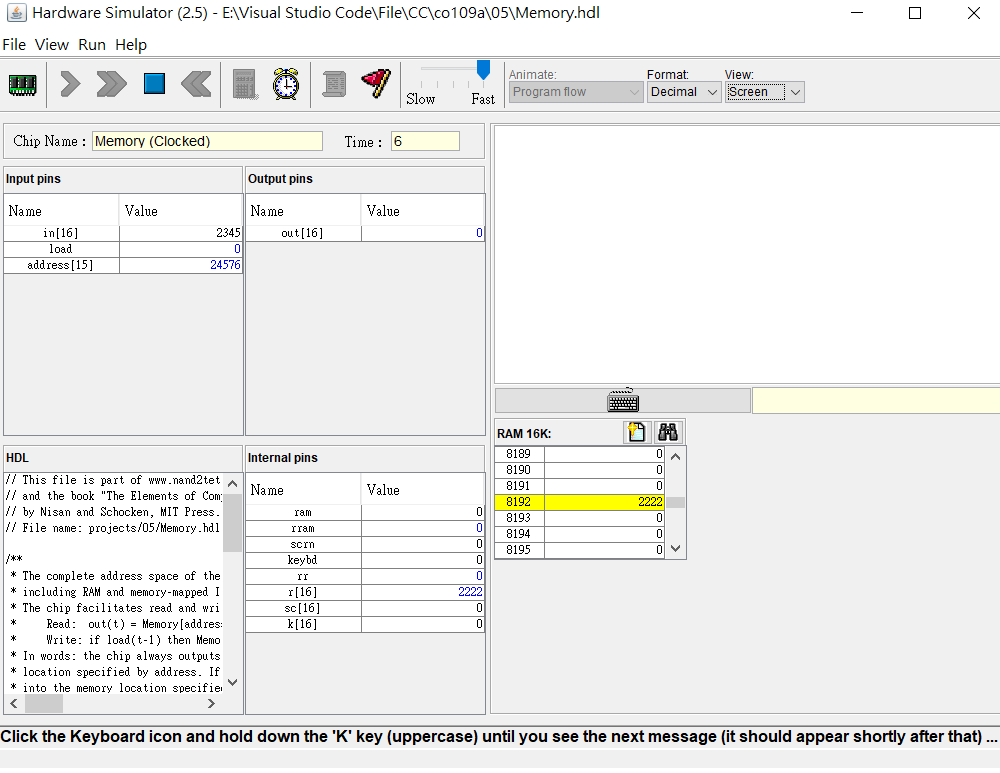 Hardware Simulator (2.5) - E:\Visual Studio Code\File\CC\co109a\05\Memory.hdl
File View Run Help
Slow Fast
Animate:
Program flow
Format:
Decimal
View:
Screen
Chip Name : Memory (Clocked) Time : 6
Input pins
Name Value
in[16] 2345
load 0
address[15] 24576
Output pins
Name Value
out[16] 0
HDL
// This file is part of www.nand2tet
// and the book "The Elements of Com
// by Nisan and Schocken, MIT Press.
// File name: projects/05/Memory.hdl
/**
* The complete address space of the
* including RAM and memory-mapped I
* The chip facilitates read and wri
* Read: out(t) = Memory[addres
* Write: if load(t-1) then Memo
* In words: the chip always outputs
* location specified by address. If
* into the memory location specifie
Internal pins
Name Value
ram 0
rram 0
scrn 0
keybd 0
rr 0
r[16] 2222
sc[16] 0
k[16] 0
RAM 16K:
8189 0
8190 0
8191 0
8192 2222
8193 0
8194 0
8195 0
Click the Keyboard icon and hold down the 'K' key (uppercase) until you see the next message (it should appear shortly after that) ...